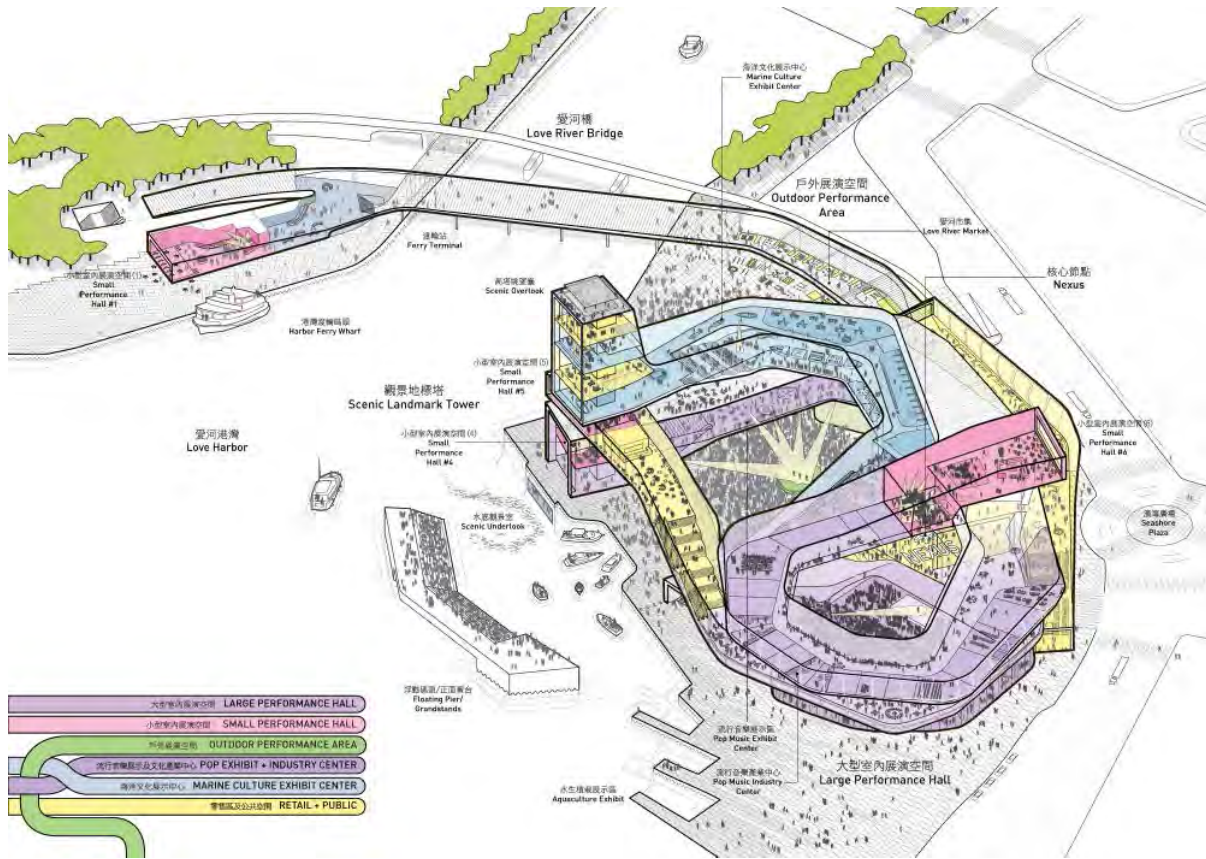 海洋文化展示中心
Marine Culture
Exhibit Center
愛河橋
Love River Bridge
戶外展演空間
Outdoor Performance
Area
愛河市集
Love River Market
渡輪站
Ferry Terminal
核心節點
Nexus
小型室內展演空間(1)
Small
Performance
Hall #1
高塔眺望臺
Scenic Overlook
港灣渡輪碼頭
Harbor Ferry Wharf
小型室內展演空間(5)
Small
Performance
Hall #5
觀景地標塔
Scenic Landmark Tower
小型室內展演空間(6)
Small
Performance
Hall #6
愛河港灣
Love Harbor
小型室內展演空間(4)
Small
Performance
Hall #4
水底觀景室
Scenic Undertook
濱海廣場
Seashore
Plaza
NEXUS
浮動碼頭/正面看台
Floating Pier/
Grandstands
大型室內展演空間 LARGE PERFORMANCE HALL
小型室內展演空間 SMALL PERFORMANCE HALL
戶外展演空間 OUTDOOR PERFORMANCE AREA
流行音樂展示及文化產業中心 POP EXHIBIT + INDUSTRY CENTER
海洋文化展示中心 MARINE CULTURE EXHIBIT CENTER
零售區及公共空間 RETAIL + PUBLIC
流行音樂展示區
Pop Music Exhibit
Center
流行音樂產業中心
Pop Music Industry
Center
大型室內展演空間
Large Performance Hall
水生植栽展示區
Aquaculture Exhibit